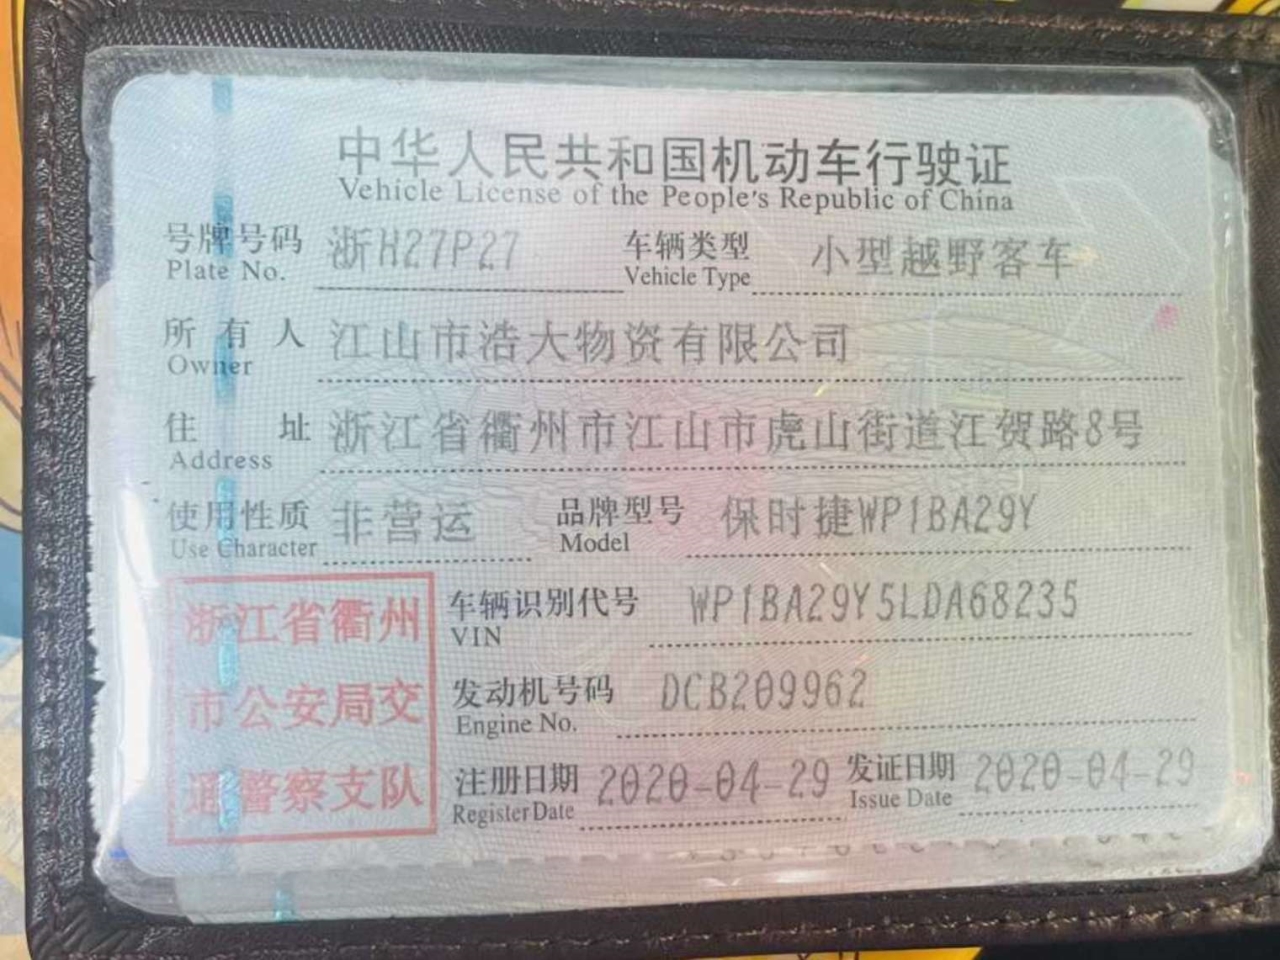 中华人民共和国机动车行驶证
Vehicle License of the People's Republic of China
号牌号码 浙H27P27 车辆类型 小型越野客车
Plate No. Vehicle Type
所有人 江山市浩大物资有限公司
Owner
住址 浙江省衢州市江山市虎山街道江贺路8号
Address
使用性质 非营运 品牌型号 保时捷WP1BA29Y
Use Character Model
浙江省衢州
市公安局交
通警察支队
车辆识别代号 WP1BA29Y5LDA68235
VIN
发动机号码 DCB209962
Engine No.
注册日期 2020-04-29 发证日期 2020-04-29
Register Date Issue Date